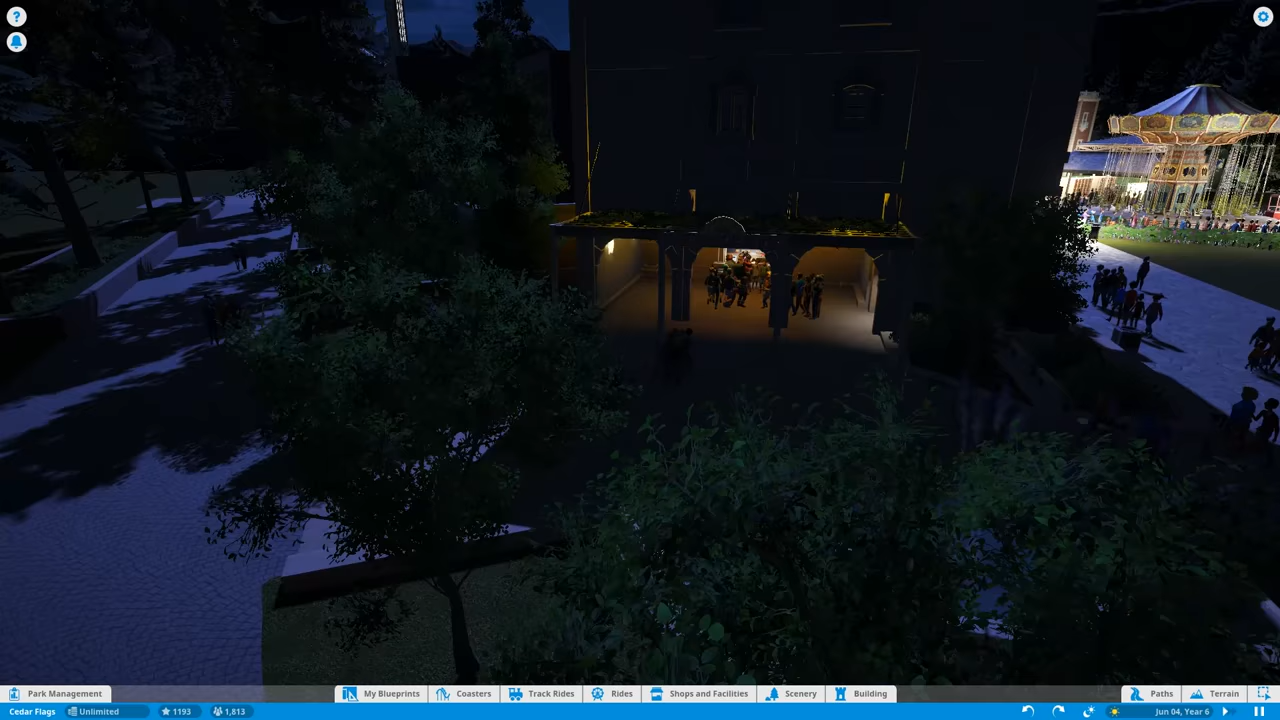 ?
Park Management
My Blueprints
Coasters
Track Rides
Rides
Shops and Facilities
Scenery
Building
Paths
Terrain
Cedar Flags
Unlimited
1193
1,813
Jun 04, Year 6